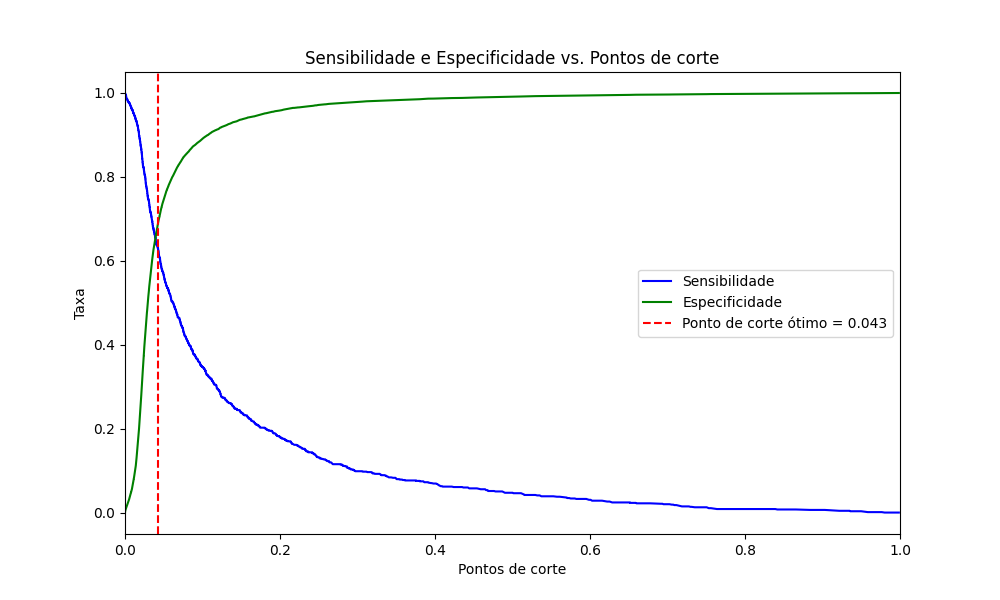 Sensibilidade e Especificidade vs. Pontos de corte
1.0
0.8
0.6
0.4
0.2
0.0
Taxa
Sensibilidade
Especificidade
Ponto de corte ótimo = 0.043
0.0 0.2 0.4 0.6 0.8 1.0
Pontos de corte